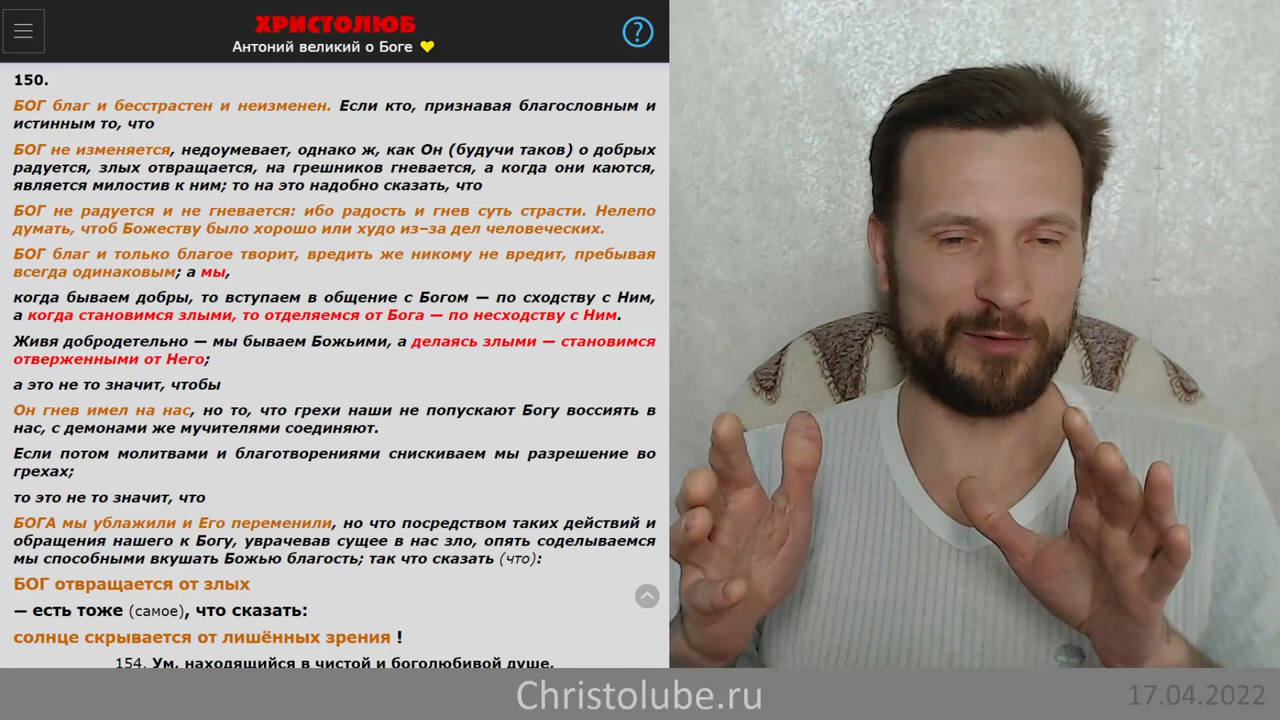 ХРИСТОЛЮБ
Антоний великий о Боге
?
150.
БОГ благ и бесстрастен и неизменен. Если кто, признавая благословным и
истинным то, что
БОГ не изменяется, недоумевает, однако ж, как Он (будучи таков) о добрых
радуется, злых отвращается, на грешников гневается, а когда они каются,
является милостив к ним; то на это надобно сказать, что
БОГ не радуется и не гневается: ибо радость и гнев суть страсти. Нелепо
думать, чтоб Божеству было хорошо или худо из–за дел человеческих.
БОГ благ и только благое творит, вредить же никому не вредит, пребывая
всегда одинаковым; а мы,
когда бываем добры, то вступаем в общение с Богом — по сходству с Ним,
а когда становимся злыми, то отделяемся от Бога — по несходству с Ним.
Живя добродетельно — мы бываем Божьими, а делаясь злыми — становимся
отверженными от Него;
а это не то значит, чтобы
Он гнев имел на нас, но то, что грехи наши не попускают Богу воссиять в
нас, с демонами же мучителями соединяют.
Если потом молитвами и благотворениями снискиваем мы разрешение во
грехах;
то это не то значит, что
БОГА мы ублажили и Его переменили, но что посредством таких действий и
обращения нашего к Богу, уврачевав сущее в нас зло, опять соделываемся
мы способными вкушать Божью благость; так что сказать (что):
БОГ отвращается от злых
— есть тоже (самое), что сказать:
солнце скрывается от лишённых зрения !
154. Ум, находящийся в чистой и боголюбивой душе,
Christolube.ru
17.04.2022